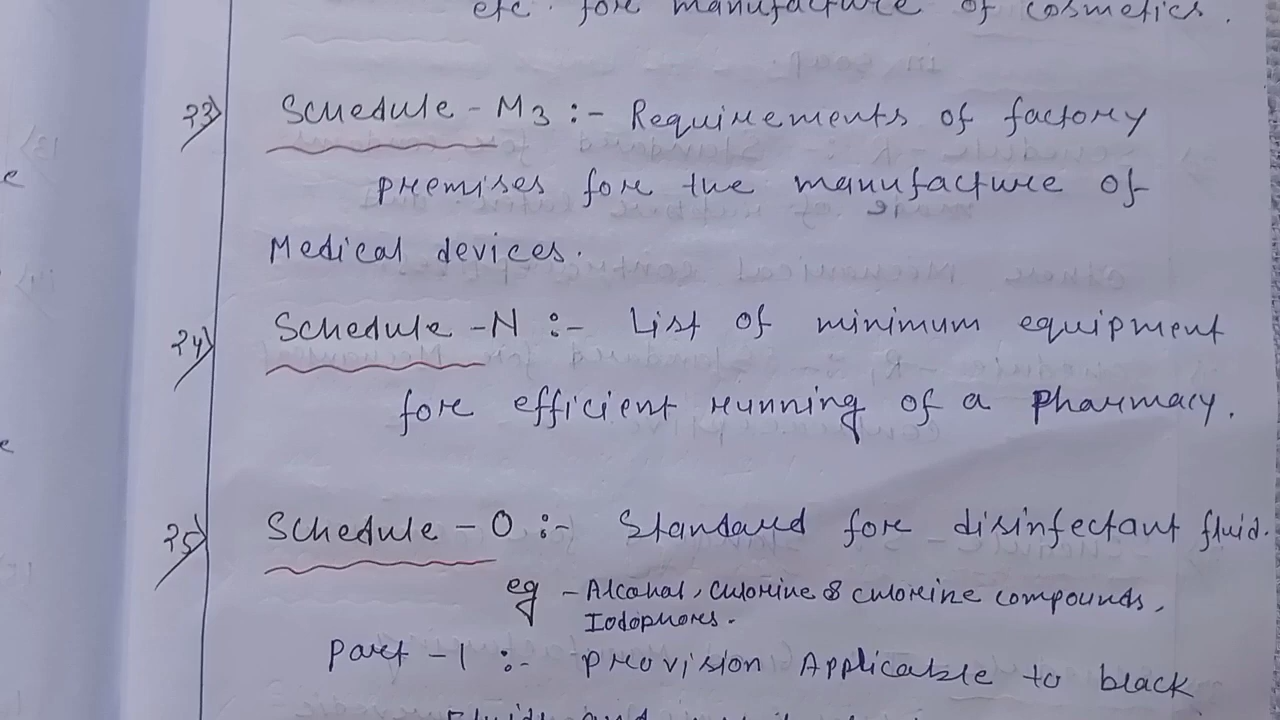 etc. for manufacture of cosmetics.
23) Schedule - M3 :- Requirements of factory
premises for the manufacture of
Medical devices.
24) Schedule - N :- List of minimum equipment
for efficient running of a Pharmacy.
25) Schedule - O :- Standard for disinfectant fluid.
eg - Alcohal, Chlorine & chlorine compounds,
Iodophores.
Part - 1 :- provision Applicable to black
Fluids and